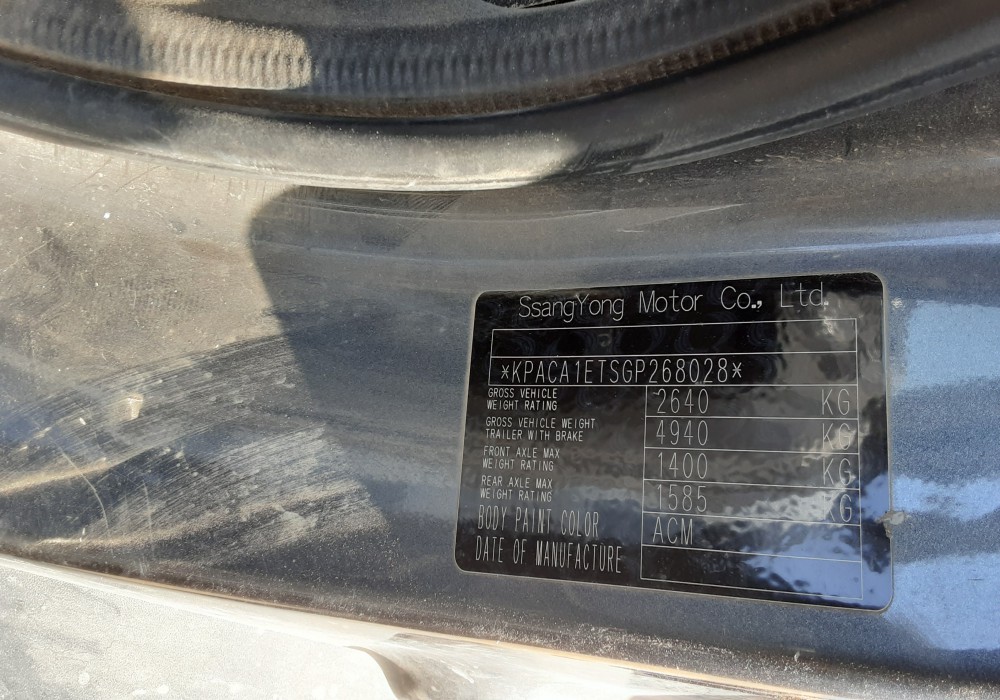 SsangYong Motor Co., Ltd.
*KPACA1ETSGP268028*
GROSS VEHICLE
WEIGHT RATING 2640 KG
GROSS VEHICLE WEIGHT
TRAILER WITH BRAKE 4940 KG
FRONT AXLE MAX
WEIGHT RATING 1400 KG
REAR AXLE MAX
WEIGHT RATING 1585 KG
BODY PAINT COLOR ACM
DATE OF MANUFACTURE